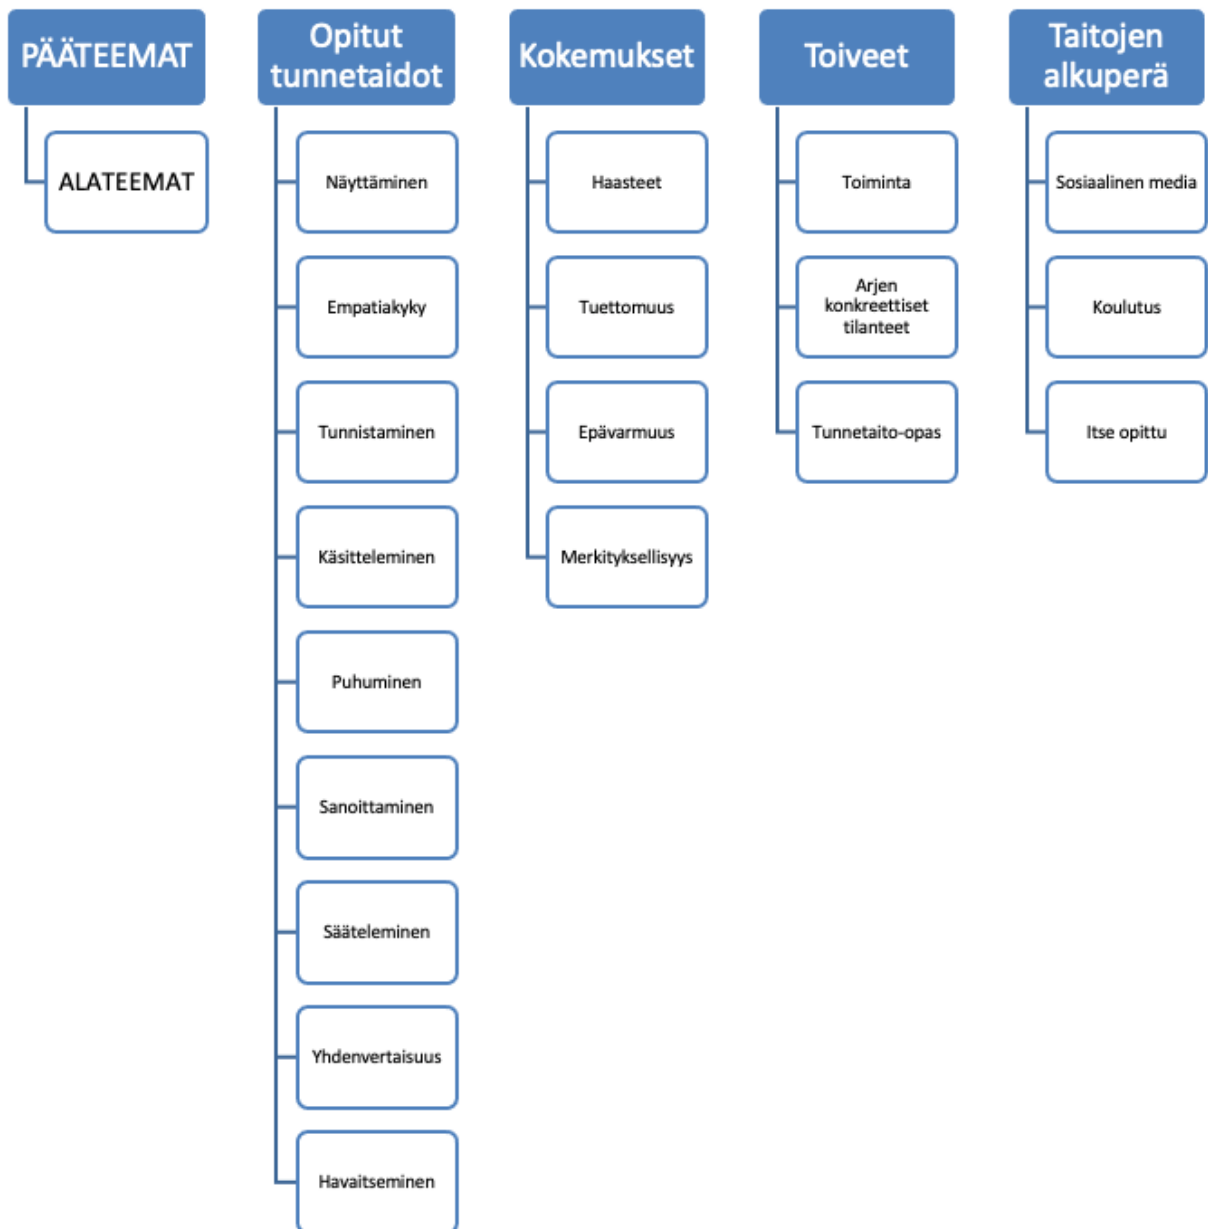 PÄÄTEEMAT
ALATEEMAT
Opitut
tunnetaidot
Näyttäminen
Empatiakyky
Tunnistaminen
Käsitteleminen
Puhuminen
Sanoittaminen
Sääteleminen
Yhdenvertaisuus
Havaitseminen
Kokemukset
Haasteet
Tuettomuus
Epävarmuus
Merkityksellisyys
Toiveet
Toiminta
Arjen
konkreettiset
tilanteet
Tunnetaito-opas
Taitojen
alkuperä
Sosiaalinen media
Koulutus
Itse opittu